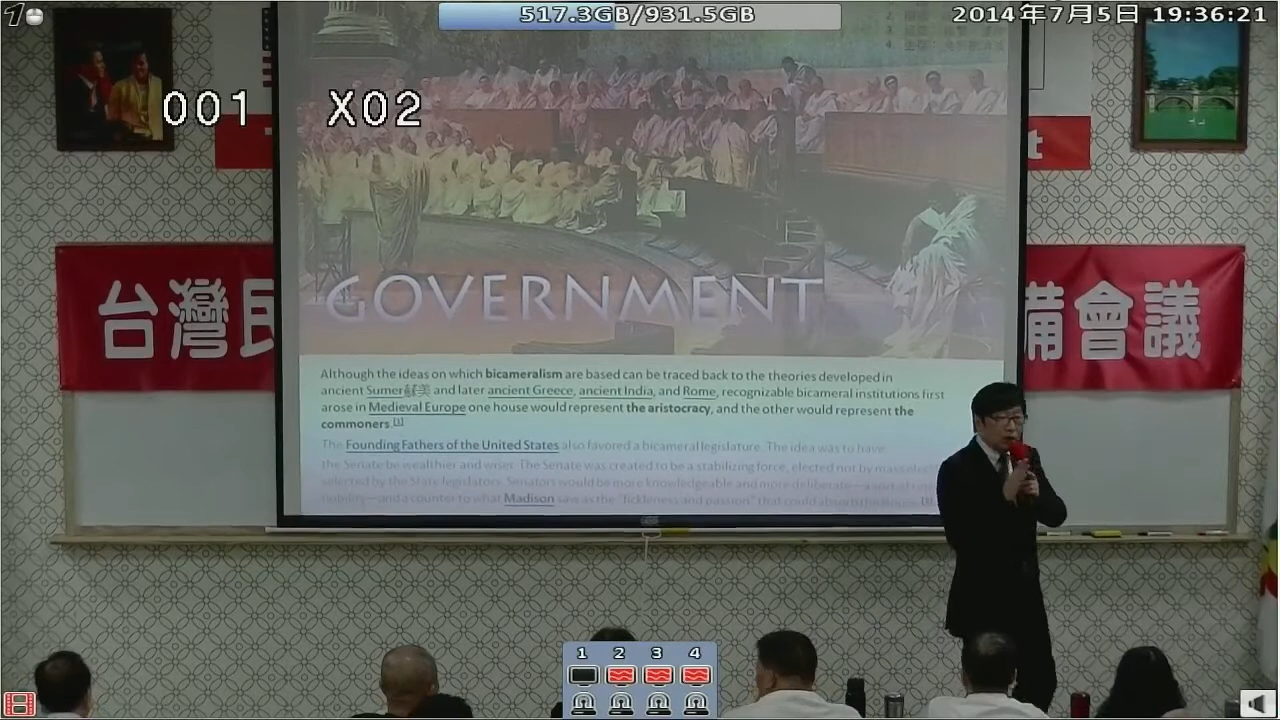 517.3GB/931.5GB
2014年7月5日 19:36:21
001 X02
t
台灣民
備會議
GOVERNMENT
Although the ideas on which bicameralism are based can be traced back to the theories developed in
ancient Sumer蘇美 and later ancient Greece, ancient India, and Rome, recognizable bicameral institutions first
arose in Medieval Europe one house would represent the aristocracy, and the other would represent the
commoners.[1]
The Founding Fathers of the United States also favored a bicameral legislature. The idea was to have
the Senate be wealthier and wiser. The Senate was created to be a stabilizing force, elected not by mass
selected by the State legislators. Senators would be more knowledgeable and more deliberate—a sort of
nobility—and a counter to what Madison saw as the "fickleness and passion" that could absorb the House.
1 2 3 4